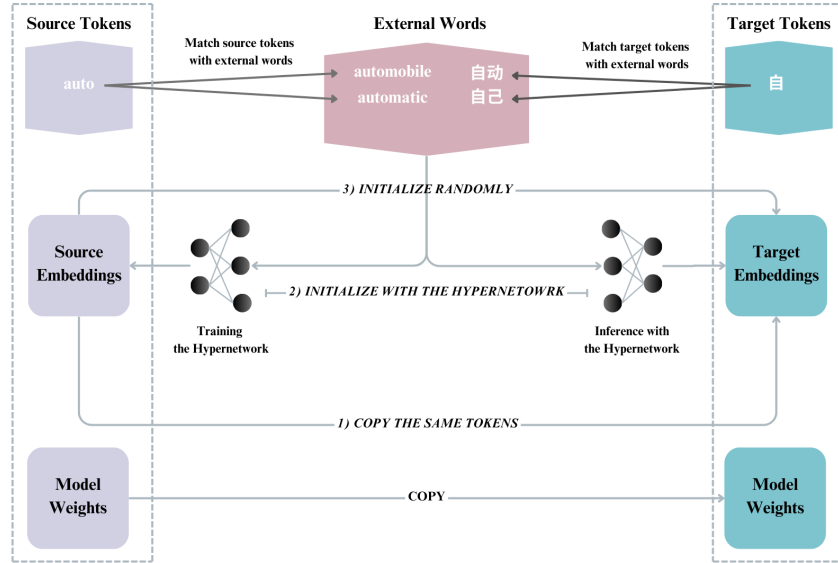 Source Tokens
External Words
Target Tokens
Match source tokens
with external words
Match target tokens
with external words
auto
automobile 自动
automatic 自己
自
3) INITIALIZE RANDOMLY
Source
Embeddings
Target
Embeddings
2) INITIALIZE WITH THE HYPERNETOWRK
Training
the Hypernetwork
Inference with
the Hypernetwork
1) COPY THE SAME TOKENS
Model
Weights
COPY
Model
Weights